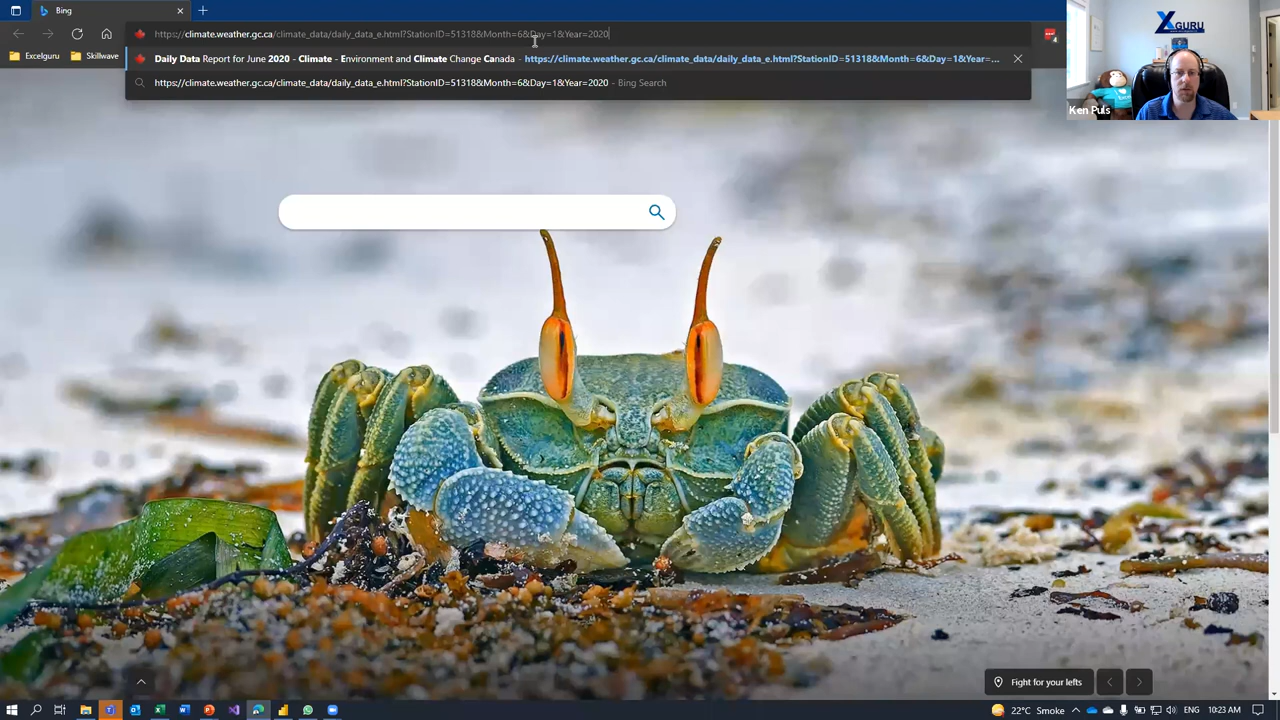 Bing
https://climate.weather.gc.ca/climate_data/daily_data_e.html?StationID=51318&Month=6&Day=1&Year=2020
Excelguru
Skillwave
Daily Data Report for June 2020 - Climate - Environment and Climate Change Canada - https://climate.weather.gc.ca/climate_data/daily_data_e.html?StationID=51318&Month=6&Day=1&Year=...
https://climate.weather.gc.ca/climate_data/daily_data_e.html?StationID=51318&Month=6&Day=1&Year=2020 - Bing Search
XGURU
Ken Puls
Fight for your lefts
22°C Smoke
ENG
10:23 AM